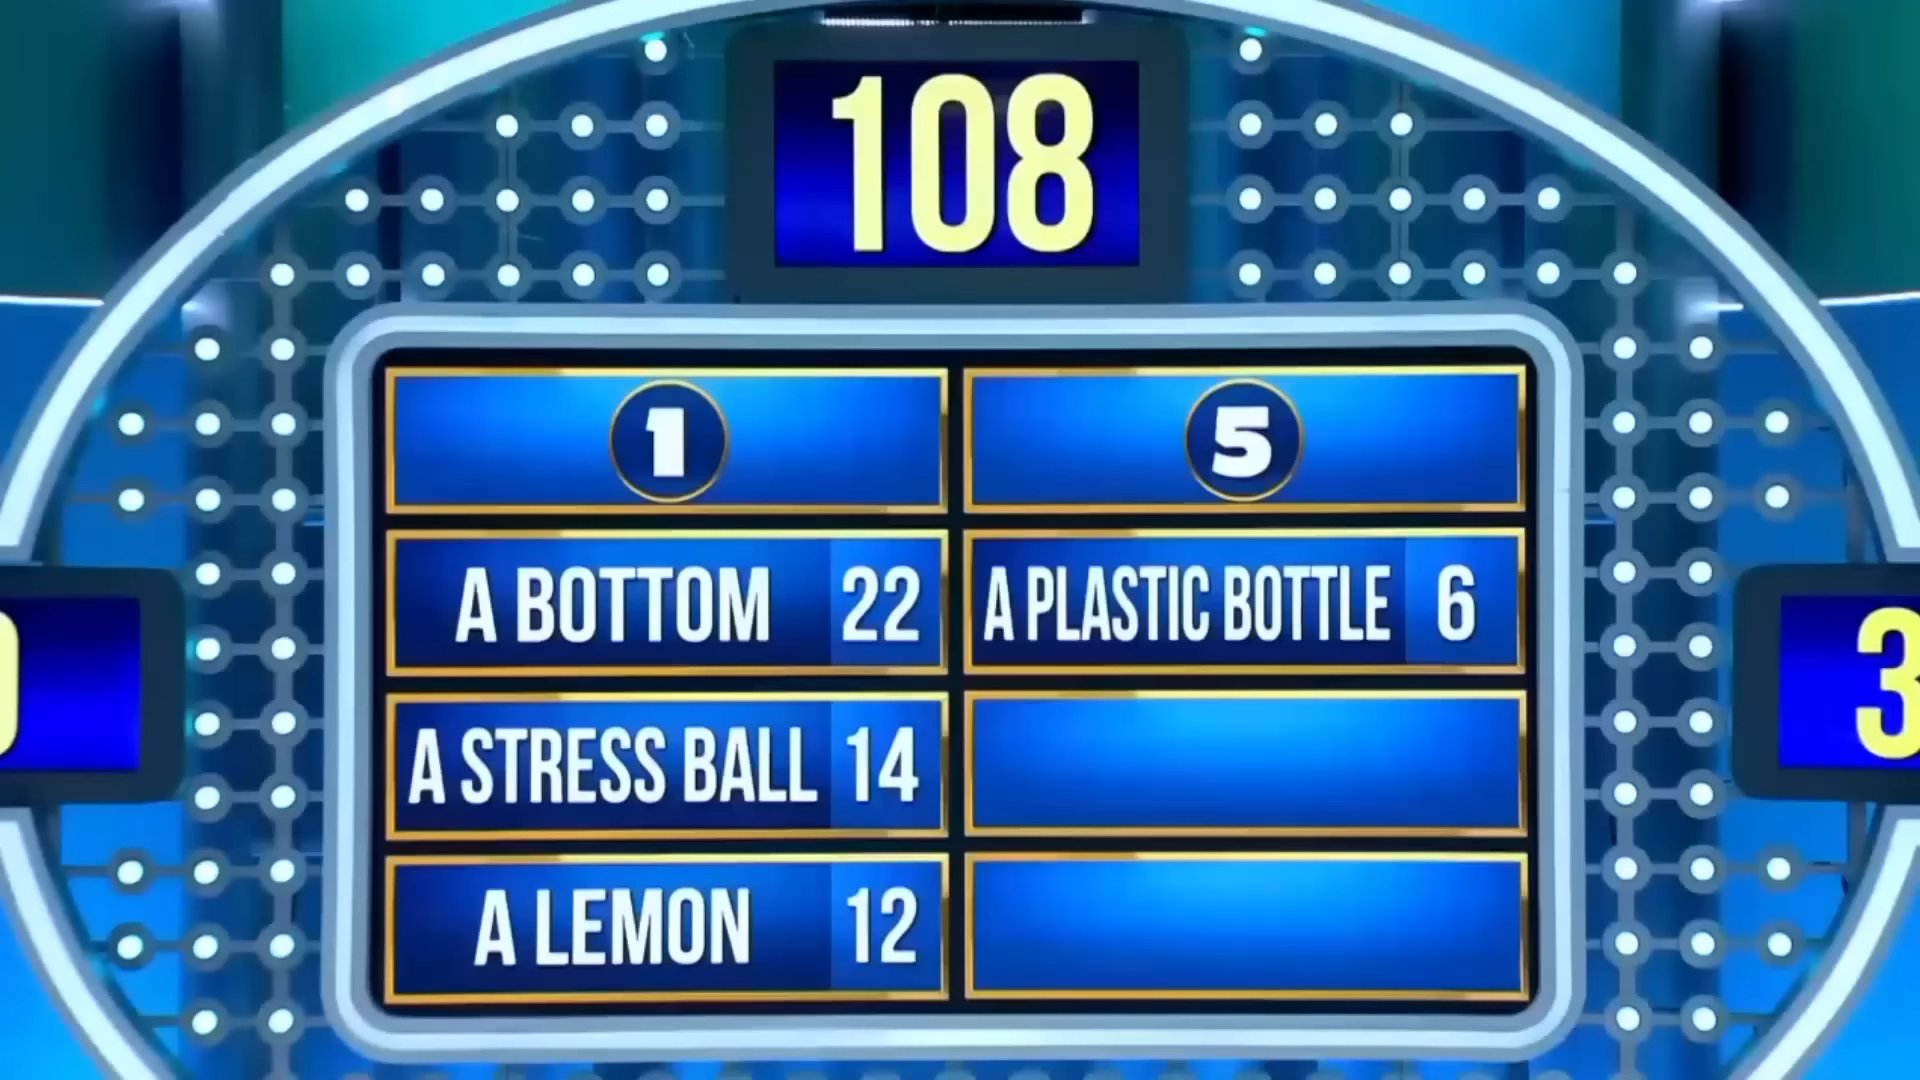 108
1
5
A BOTTOM 22
A PLASTIC BOTTLE 6
A STRESS BALL 14
A LEMON 12
3